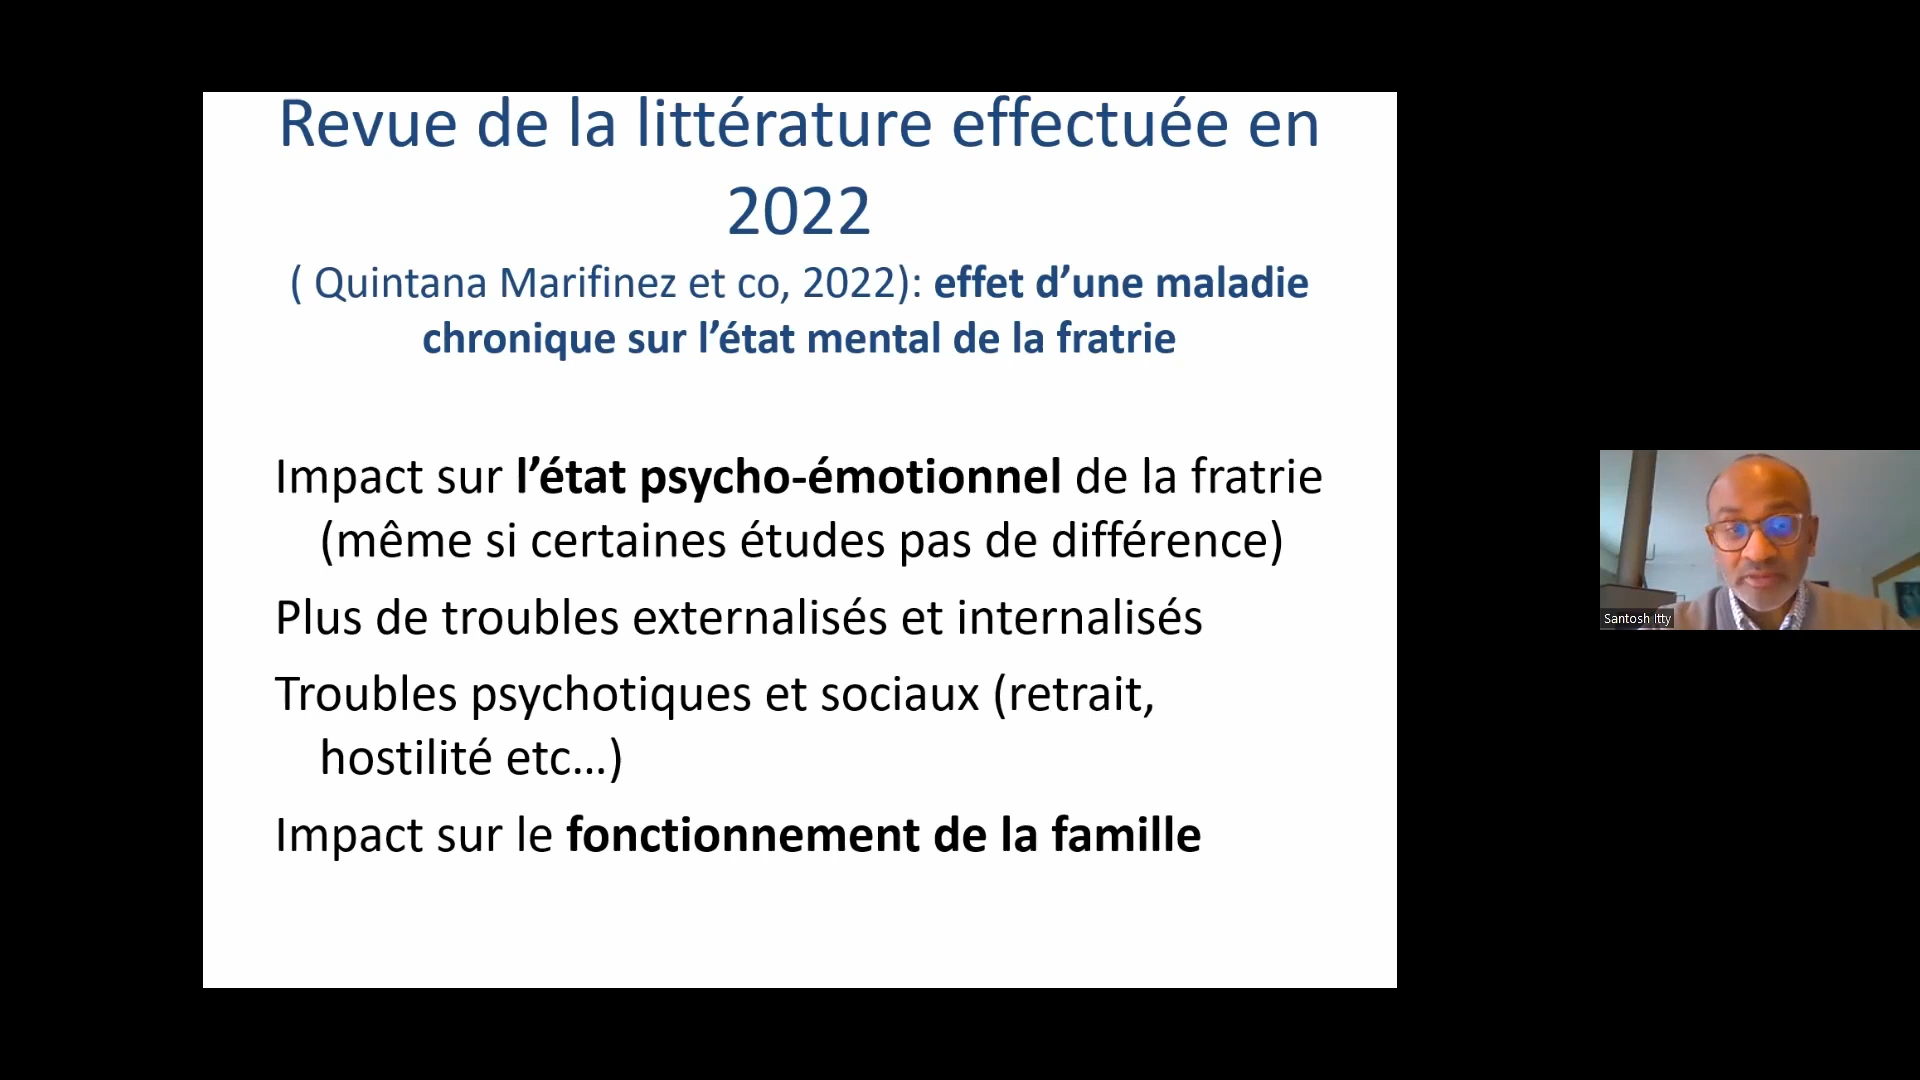 Revue de la littérature effectuée en
2022
( Quintana Marifinez et co, 2022): effet d’une maladie
chronique sur l’état mental de la fratrie
Impact sur l’état psycho-émotionnel de la fratrie
(même si certaines études pas de différence)
Plus de troubles externalisés et internalisés
Troubles psychotiques et sociaux (retrait,
hostilité etc…)
Impact sur le fonctionnement de la famille
Santosh Itty